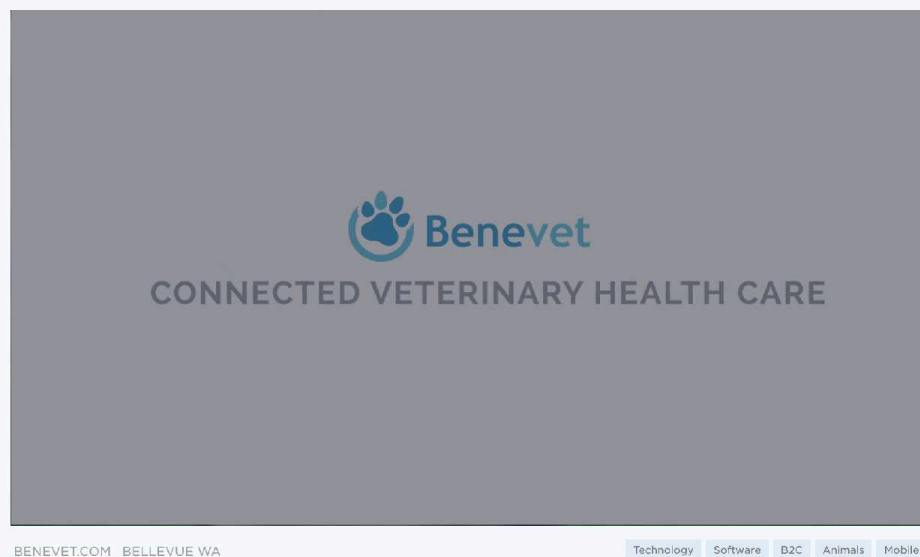 Benevet
CONNECTED VETERINARY HEALTH CARE
BENEVET.COM BELLEVUE WA
Technology Software B2C Animals Mobile